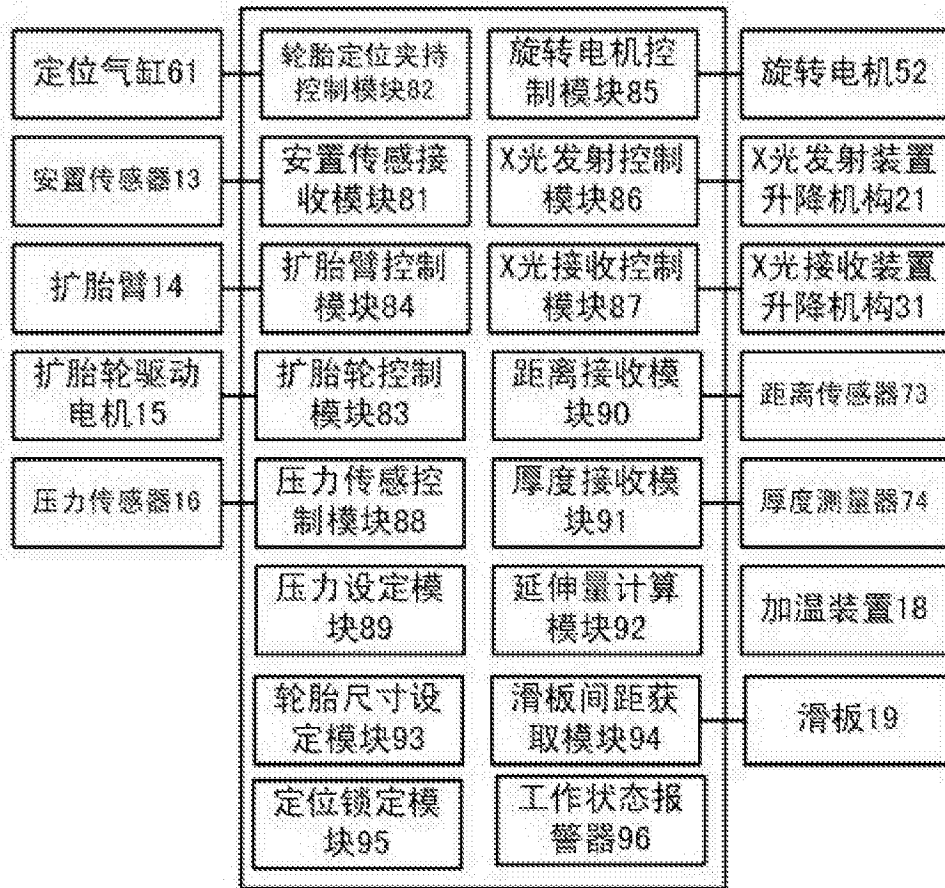 定位气缸61
轮胎定位夹持
控制模块82
旋转电机控
制模块85
旋转电机52
安置传感器13
安置传感接
收模块81
X光发射控制
模块86
X光发射装置
升降机构21
扩胎臂14
扩胎臂控制
模块84
X光接收控制
模块87
X光接收装置
升降机构31
扩胎轮驱动
电机15
扩胎轮控制
模块83
距离接收模
块90
距离传感器73
压力传感器16
压力传感控
制模块88
厚度接收模
块91
厚度测量器74
压力设定模
块89
延伸量计算
模块92
加温装置18
轮胎尺寸设
定模块93
滑板间距获
取模块94
滑板19
定位锁定模
块95
工作状态报
警器96